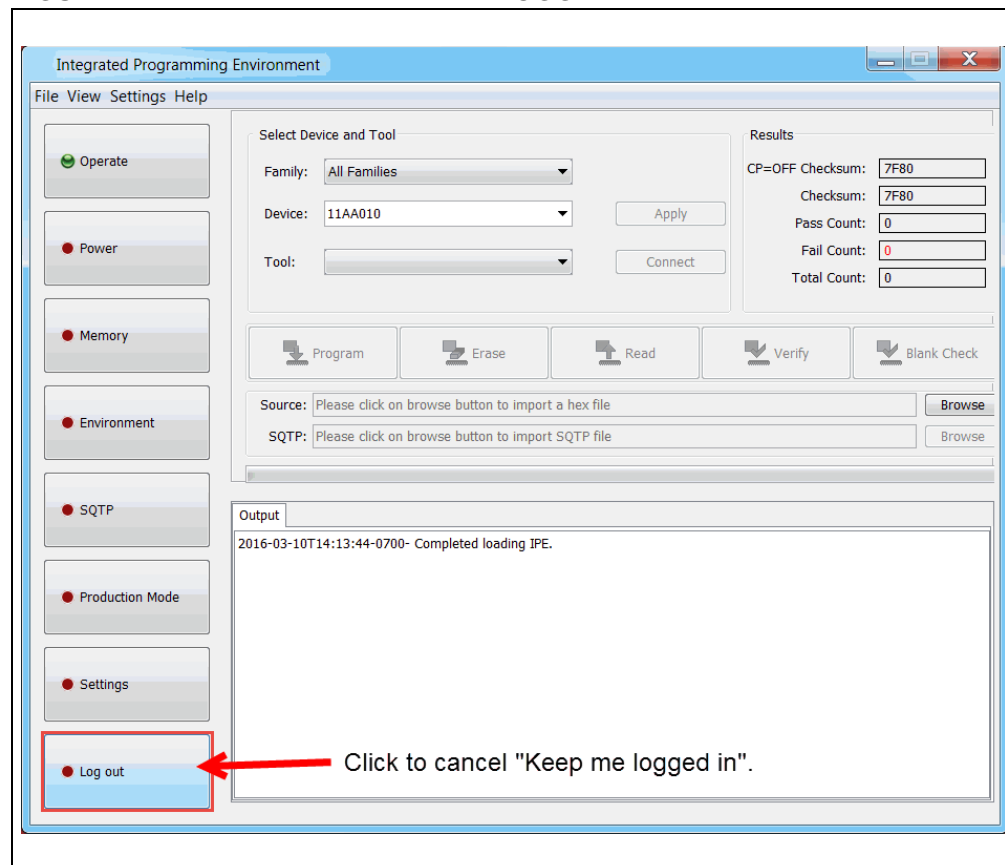 Integrated Programming Environment
File View Settings Help
Operate
Power
Memory
Environment
SQTP
Production Mode
Settings
Log out
Select Device and Tool
Family: All Families
Device: 11AA010 Apply
Tool: Connect
Results
CP=OFF Checksum: 7F80
Checksum: 7F80
Pass Count: 0
Fail Count: 0
Total Count: 0
Program Erase Read Verify Blank Check
Source: Please click on browse button to import a hex file Browse
SQTP: Please click on browse button to import SQTP file Browse
Output
2016-03-10T14:13:44-0700- Completed loading IPE.
Click to cancel "Keep me logged in".